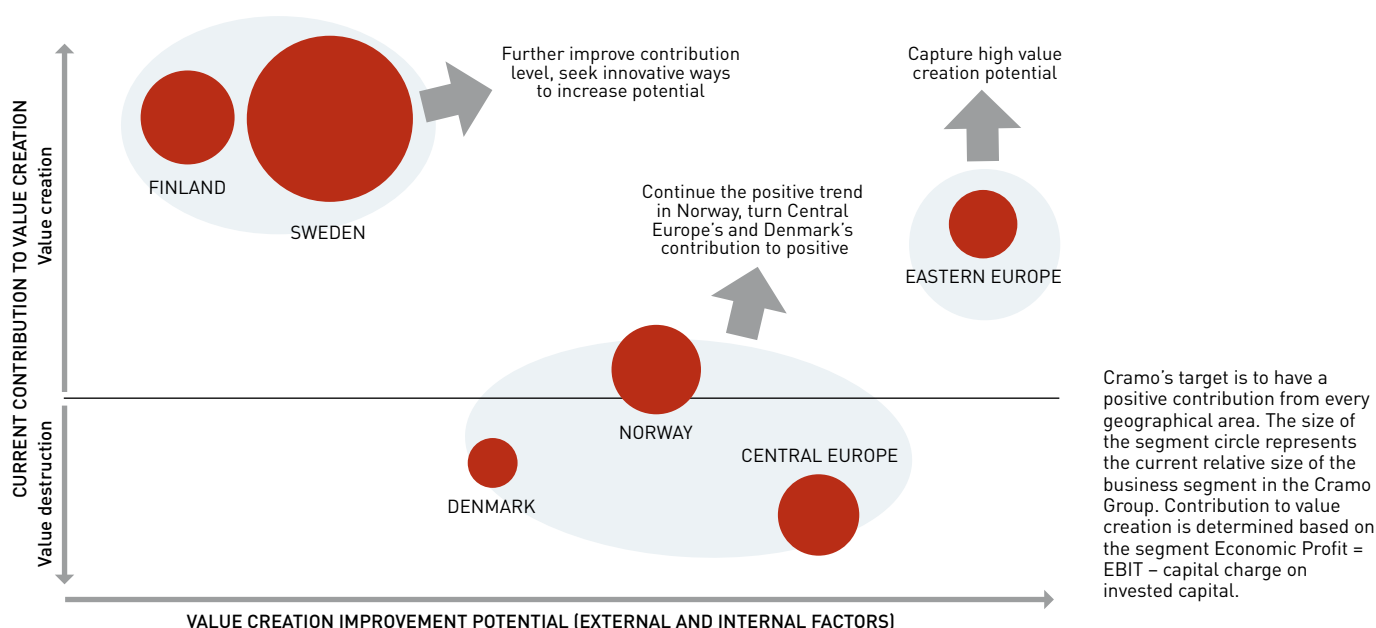 CURRENT CONTRIBUTION TO VALUE CREATION
Value creation
Value destruction
FINLAND
SWEDEN
Further improve contribution
level, seek innovative ways
to increase potential
Capture high value
creation potential
Continue the positive trend
in Norway, turn Central
Europe’s and Denmark’s
contribution to positive
EASTERN EUROPE
NORWAY
CENTRAL EUROPE
DENMARK
VALUE CREATION IMPROVEMENT POTENTIAL (EXTERNAL AND INTERNAL FACTORS)
Cramo’s target is to have a
positive contribution from every
geographical area. The size of
the segment circle represents
the current relative size of the
business segment in the Cramo
Group. Contribution to value
creation is determined based on
the segment Economic Profit =
EBIT – capital charge on
invested capital.